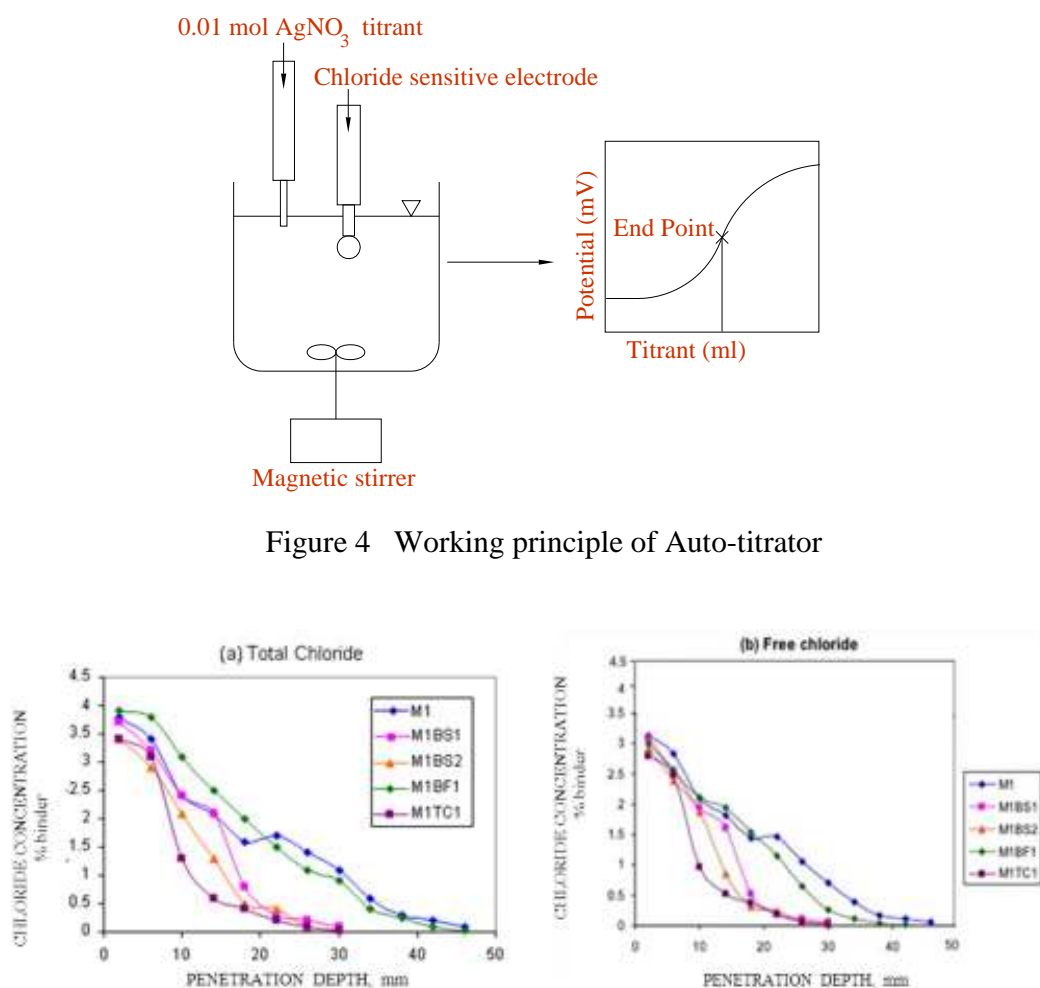 0.01 mol AgNO3 titrant
Chloride sensitive electrode
Potential (mV)
End Point
Titrant (ml)
Magnetic stirrer
Figure 4 Working principle of Auto-titrator
(a) Total Chloride
CHLORIDE CONCENTRATION
% binder
4.5
4
3.5
3
2.5
2
1.5
1
0.5
0
0 10 20 30 40 50
PENETRATION DEPTH, mm
M1
M1BS1
M1BS2
M1BF1
M1TC1
(b) Free chloride
CHLORIDE CONCENTRATION
% binder
4.5
4
3.5
3
2.5
2
1.5
1
0.5
0
0 10 20 30 40 50
PENETRATION DEPTH, mm
M1
M1BS1
M1BS2
M1BF1
M1TC1